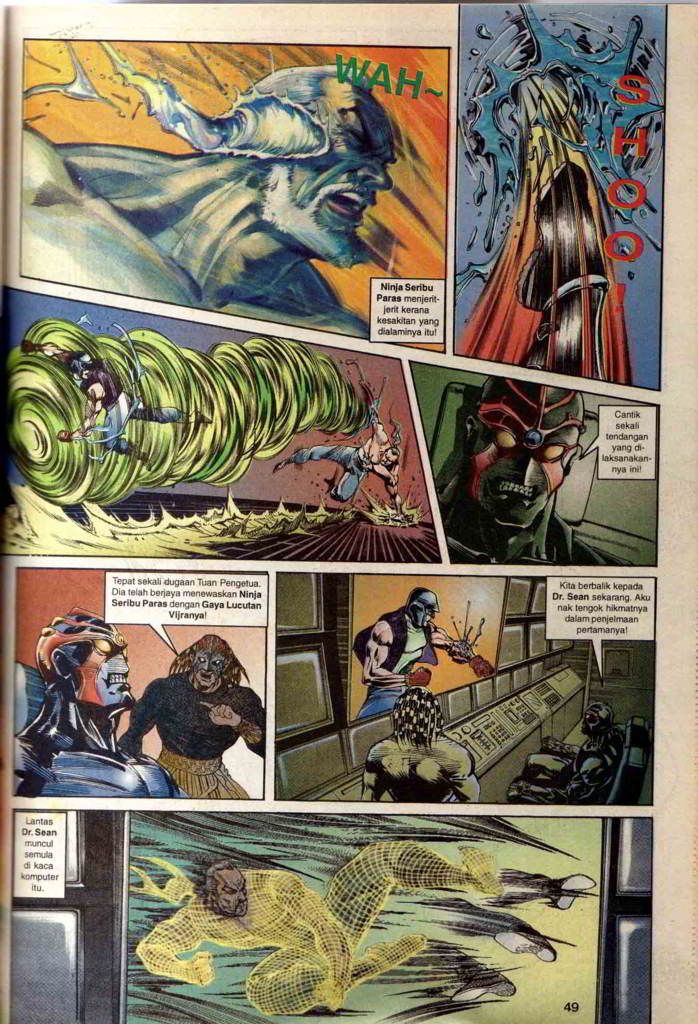 WAH~
SHOO!
Ninja Seribu
Paras menjerit-
jerit kerana
kesakitan yang
dialaminya itu!
Cantik
sekali
tendangan
yang di-
laksanakan-
nya ini!
Tepat sekali dugaan Tuan Pengetua.
Dia telah berjaya menewaskan Ninja
Seribu Paras dengan Gaya Lucutan
Vijranya!
Kita berbalik kepada
Dr. Sean sekarang. Aku
nak tengok hikmatnya
dalam penjelmaan
pertamanya!
Lantas
Dr. Sean
muncul
semula
di kaca
komputer
itu.
49